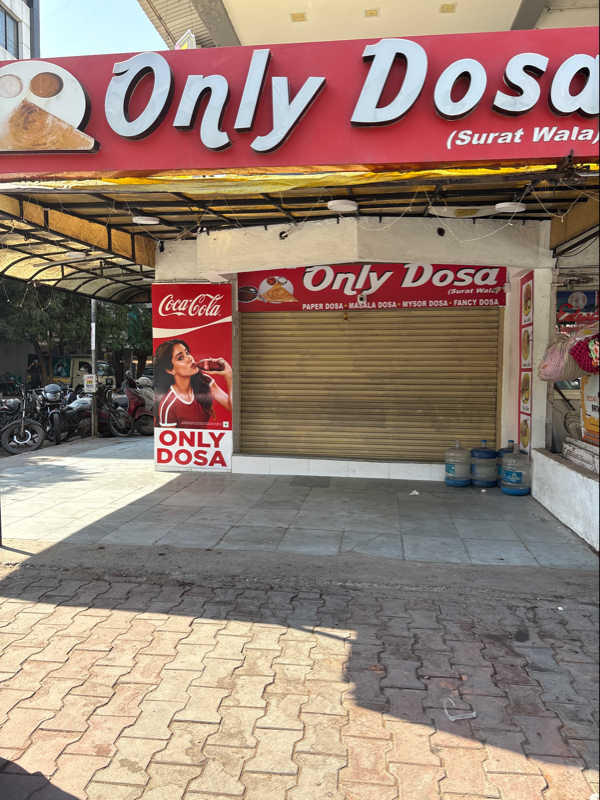 Only Dosa
(Surat Wala)
Only Dosa
(Surat Wala)
PAPER DOSA - MASALA DOSA - MYSOR DOSA - FANCY DOSA
Coca-Cola
ONLY
DOSA